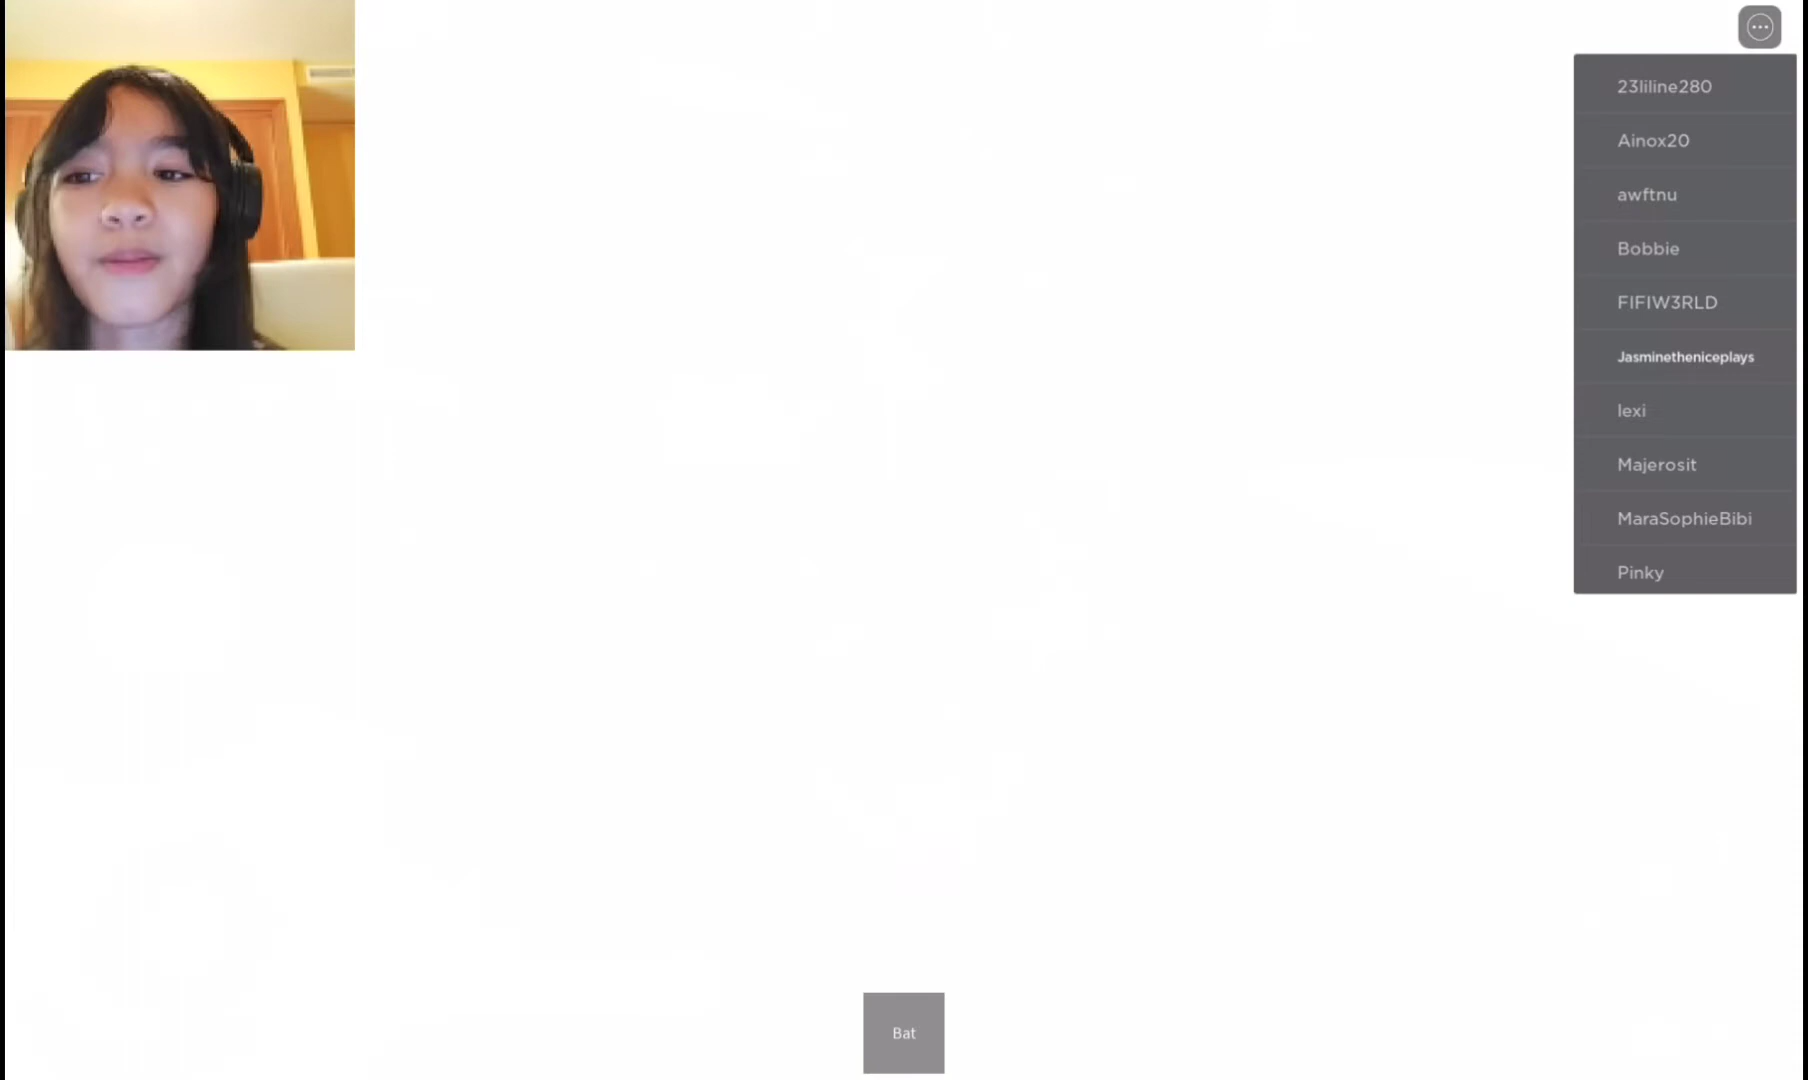 23liline280
Ainox20
awftnu
Bobbie
FIFIW3RLD
Jasminetheniceplays
lexi
Majerosit
MaraSophieBibi
Pinky
Bat